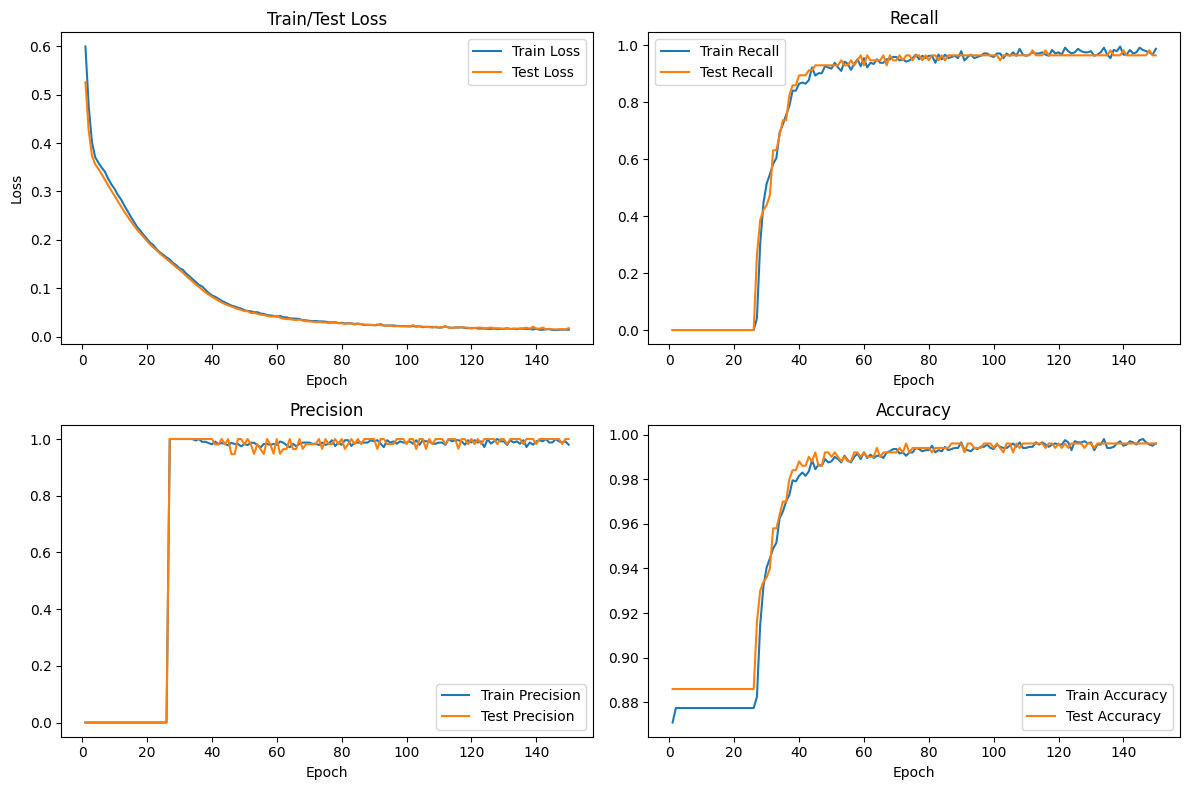 Train/Test Loss
Train Loss
Test Loss
0.6
0.5
0.4
0.3
0.2
0.1
0.0
Loss
0 20 40 60 80 100 120 140
Epoch
Recall
Train Recall
Test Recall
1.0
0.8
0.6
0.4
0.2
0.0
0 20 40 60 80 100 120 140
Epoch
Precision
1.0
0.8
0.6
0.4
0.2
0.0
Train Precision
Test Precision
0 20 40 60 80 100 120 140
Epoch
Accuracy
1.00
0.98
0.96
0.94
0.92
0.90
0.88
Train Accuracy
Test Accuracy
0 20 40 60 80 100 120 140
Epoch